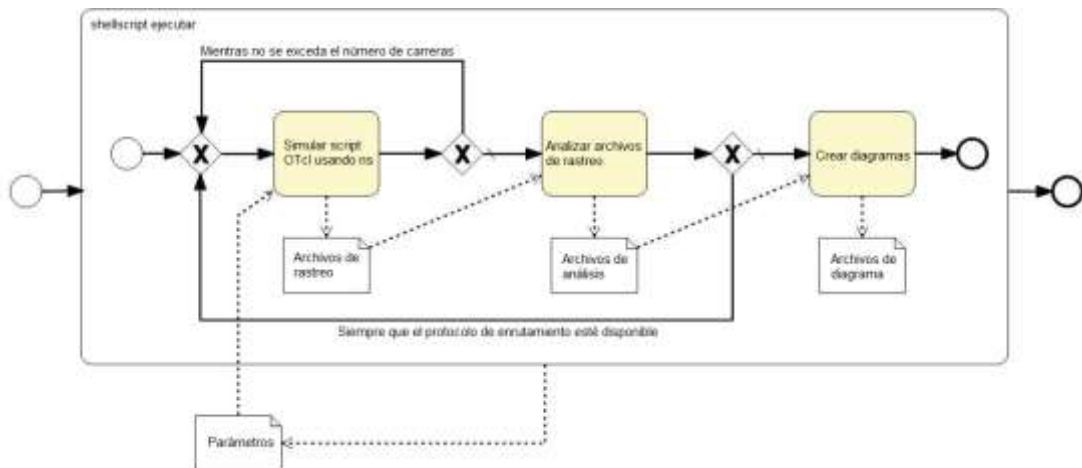 shellscript ejecutar
Mientras no se exceda el número de carreras
Simular script
OTcl usando ns
Analizar archivos
de rastreo
Crear diagramas
Archivos de
rastreo
Archivos de
análisis
Archivos de
diagrama
Siempre que el protocolo de enrutamiento esté disponible
Parámetros